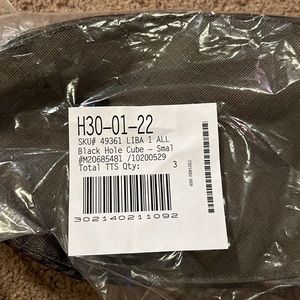 H30-01-22
SKU# 49361 LIBA 1 ALL
Black Hole Cube - Smal
#M20685481 /10200529
Total TTS Qty: 3
302140211092